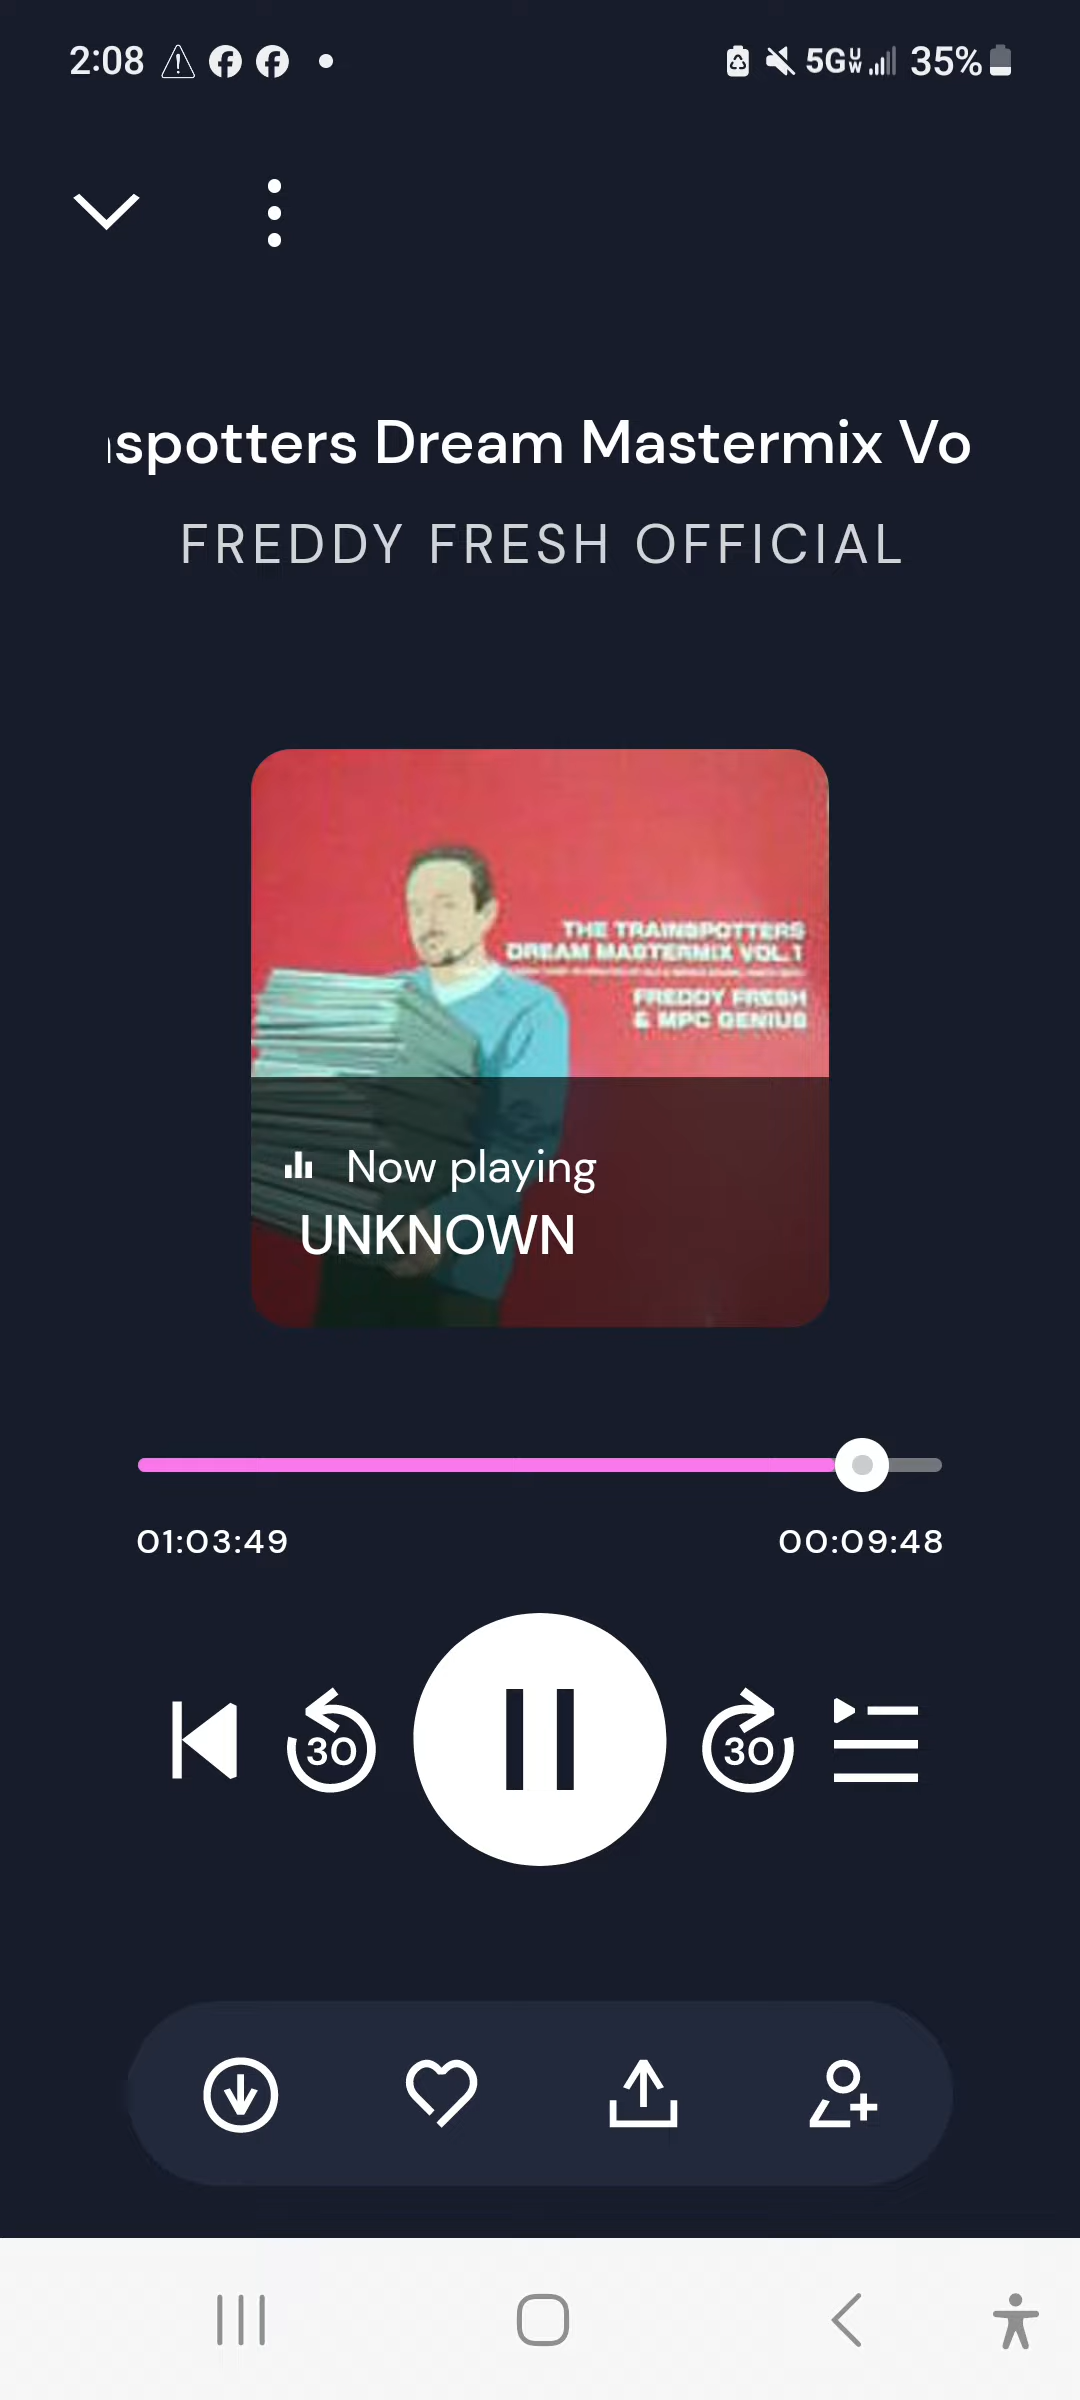 2:08 5GUW 35%
spotters Dream Mastermix Vo
FREDDY FRESH OFFICIAL
THE TRAINSPOTTERS
DREAM MASTERMIX VOL.1
FREDDY FRESH
& MPC GENIUS
Now playing
UNKNOWN
01:03:49 00:09:48
30 30